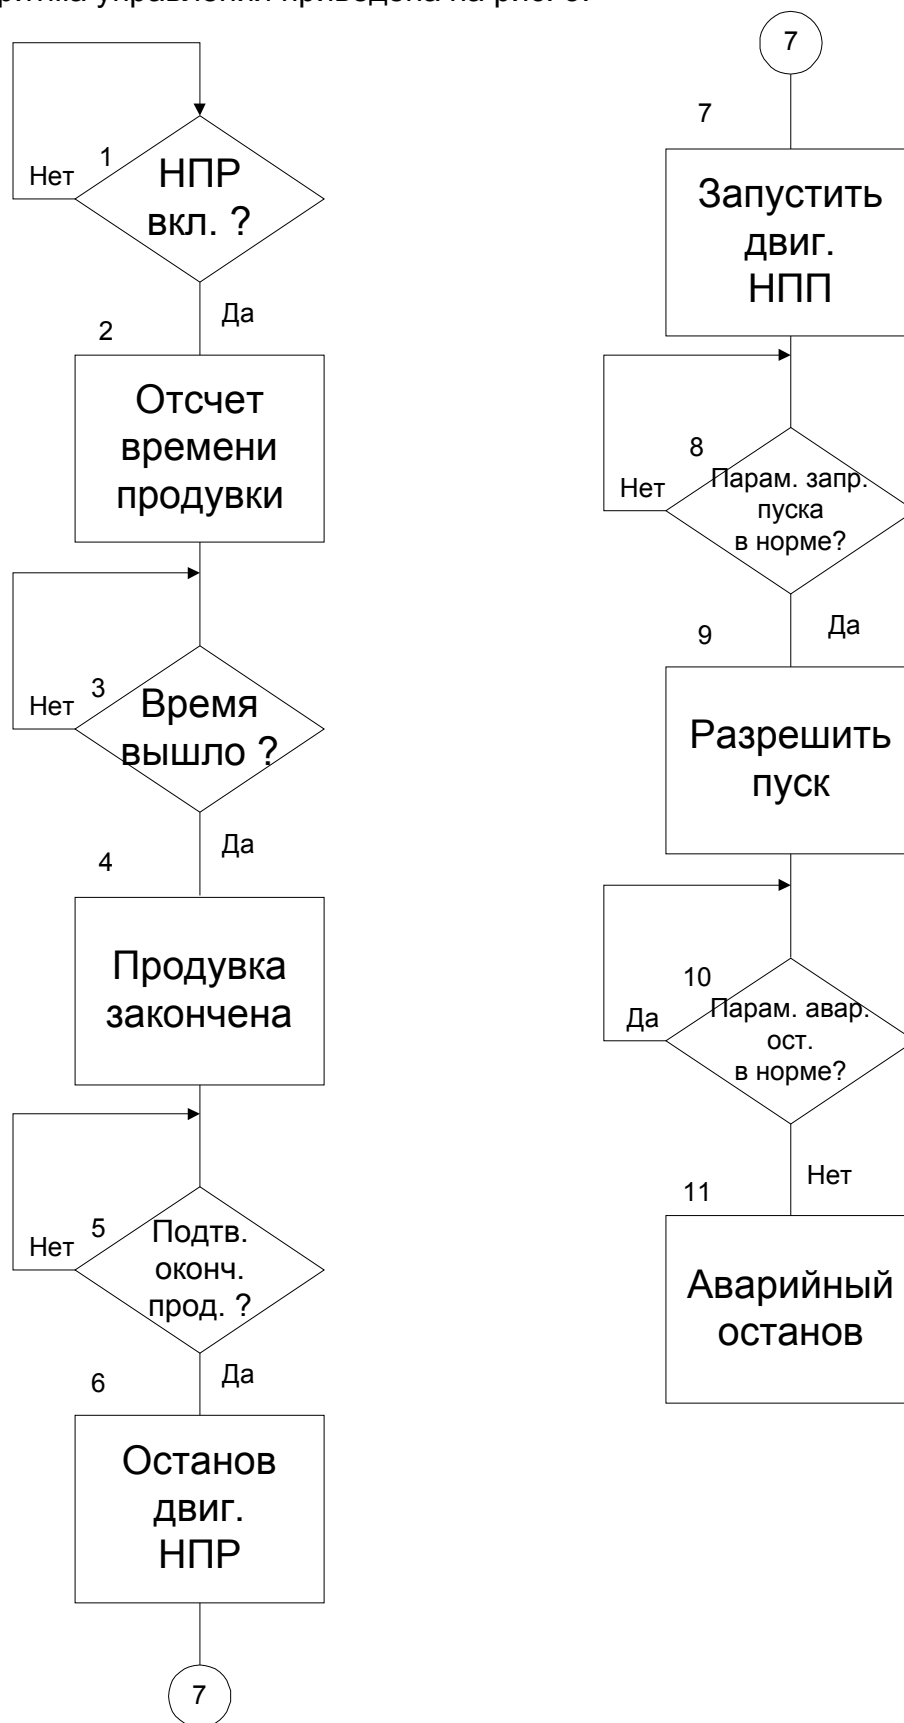 управления приведена на рис.
1
НПР
вкл. ?
Нет
Да
2
Отсчет
времени
продувки
3
Время
вышло ?
Нет
Да
4
Продувка
закончена
5
Подтв.
оконч.
прод. ?
Нет
Да
6
Останов
двиг.
НПР
7
7
7
Запустить
двиг.
НПП
8
Парам. запр.
пуска
в норме?
Нет
Да
9
Разрешить
пуск
10
Парам. авар.
ост.
в норме?
Да
Нет
11
Аварийный
останов